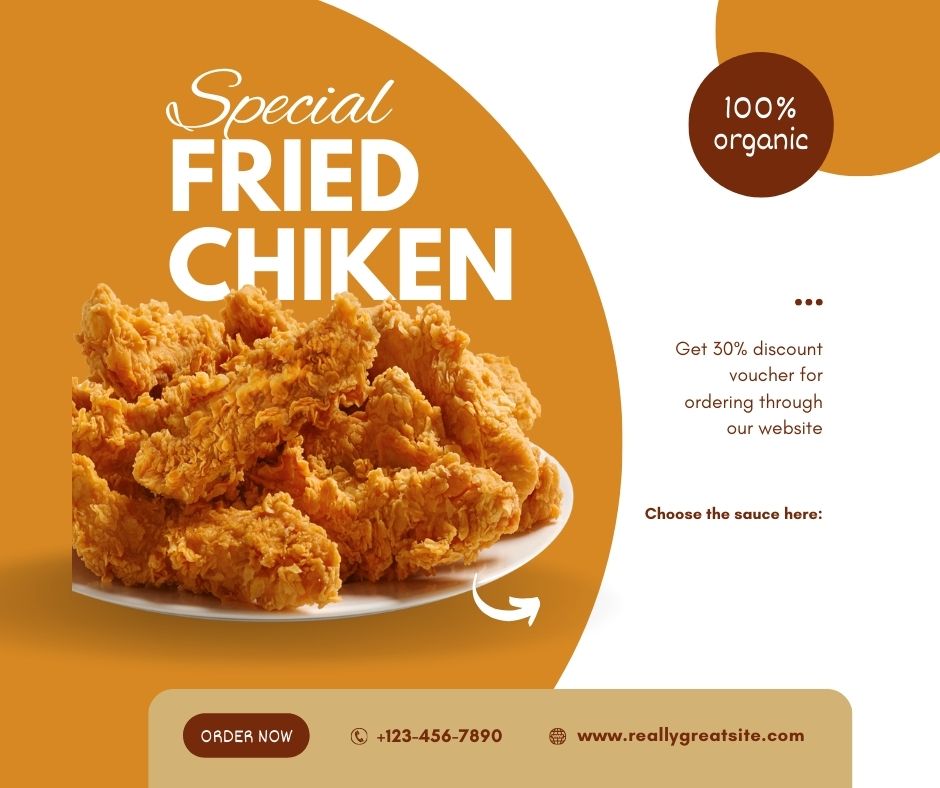 Special
FRIED
CHIKEN
100%
organic
Get 30% discount
voucher for
ordering through
our website
Choose the sauce here:
ORDER NOW
+123-456-7890
www.reallygreatsite.com